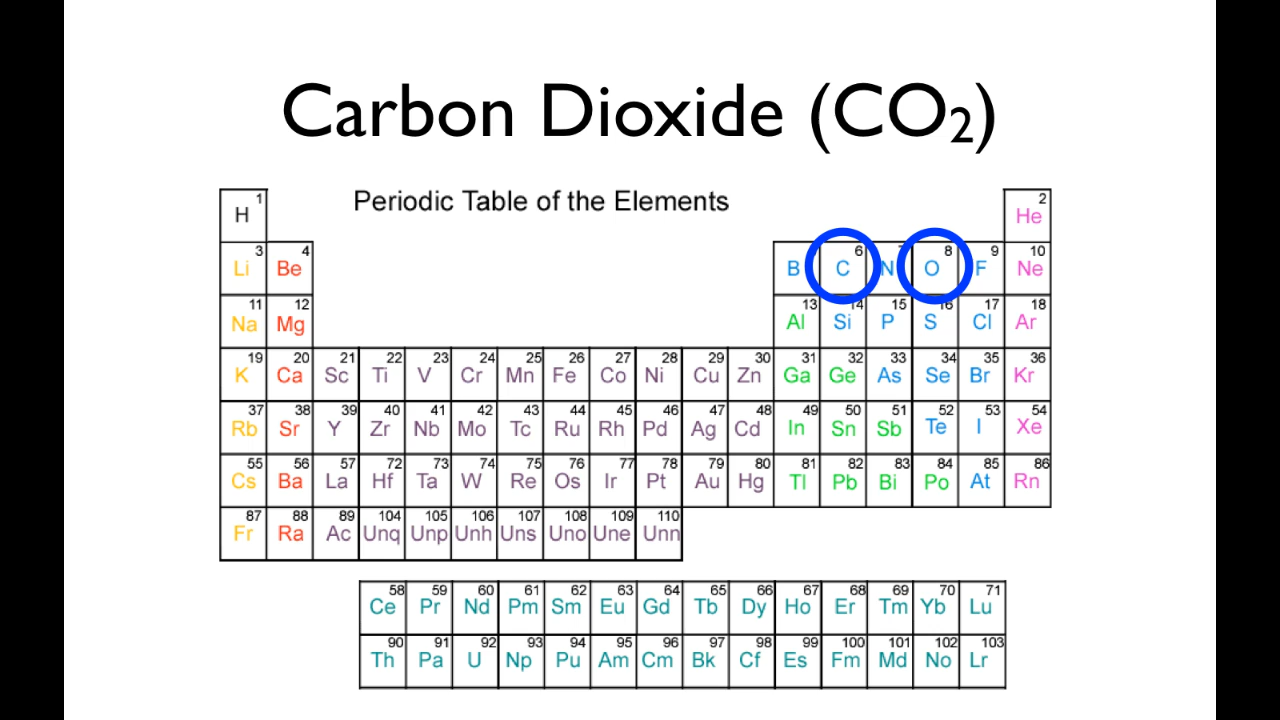 Carbon Dioxide (CO₂)
Periodic Table of the Elements
1 2
H He
3 4 6 7 8 9 10
Li Be B C N O F Ne
11 12 13 14 15 16 17 18
Na Mg Al Si P S Cl Ar
19 20 21 22 23 24 25 26 27 28 29 30 31 32 33 34 35 36
K Ca Sc Ti V Cr Mn Fe Co Ni Cu Zn Ga Ge As Se Br Kr
37 38 39 40 41 42 43 44 45 46 47 48 49 50 51 52 53 54
Rb Sr Y Zr Nb Mo Tc Ru Rh Pd Ag Cd In Sn Sb Te I Xe
55 56 57 72 73 74 75 76 77 78 79 80 81 82 83 84 85 86
Cs Ba La Hf Ta W Re Os Ir Pt Au Hg Tl Pb Bi Po At Rn
87 88 89 104 105 106 107 108 109 110
Fr Ra Ac Unq Unp Unh Uns Uno Une Unn
58 59 60 61 62 63 64 65 66 67 68 69 70 71
Ce Pr Nd Pm Sm Eu Gd Tb Dy Ho Er Tm Yb Lu
90 91 92 93 94 95 96 97 98 99 100 101 102 103
Th Pa U Np Pu Am Cm Bk Cf Es Fm Md No Lr